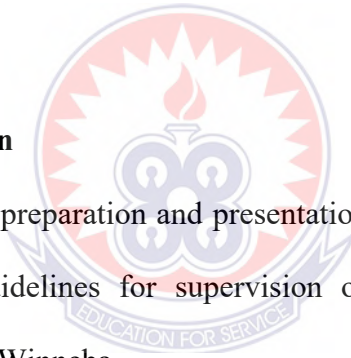 n
preparation and presentatio
idelines for supervision o
EDUCATION FOR SERVICE
Winneba